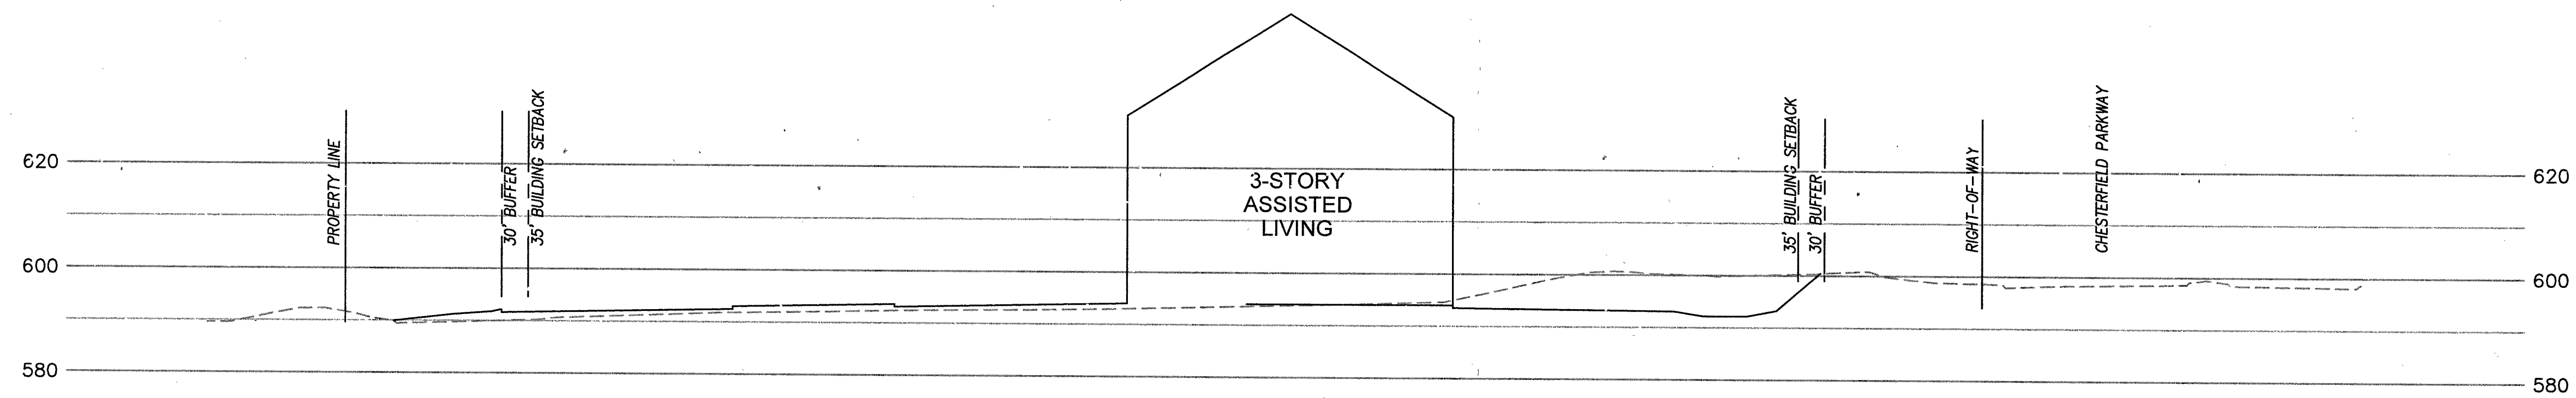 620
600
580
PROPERTY LINE
30' BUFFER
35' BUILDING SETBACK
3-STORY
ASSISTED
LIVING
35' BUILDING SETBACK
30' BUFFER
RIGHT-OF-WAY
CHESTERFIELD PARKWAY
620
600
580